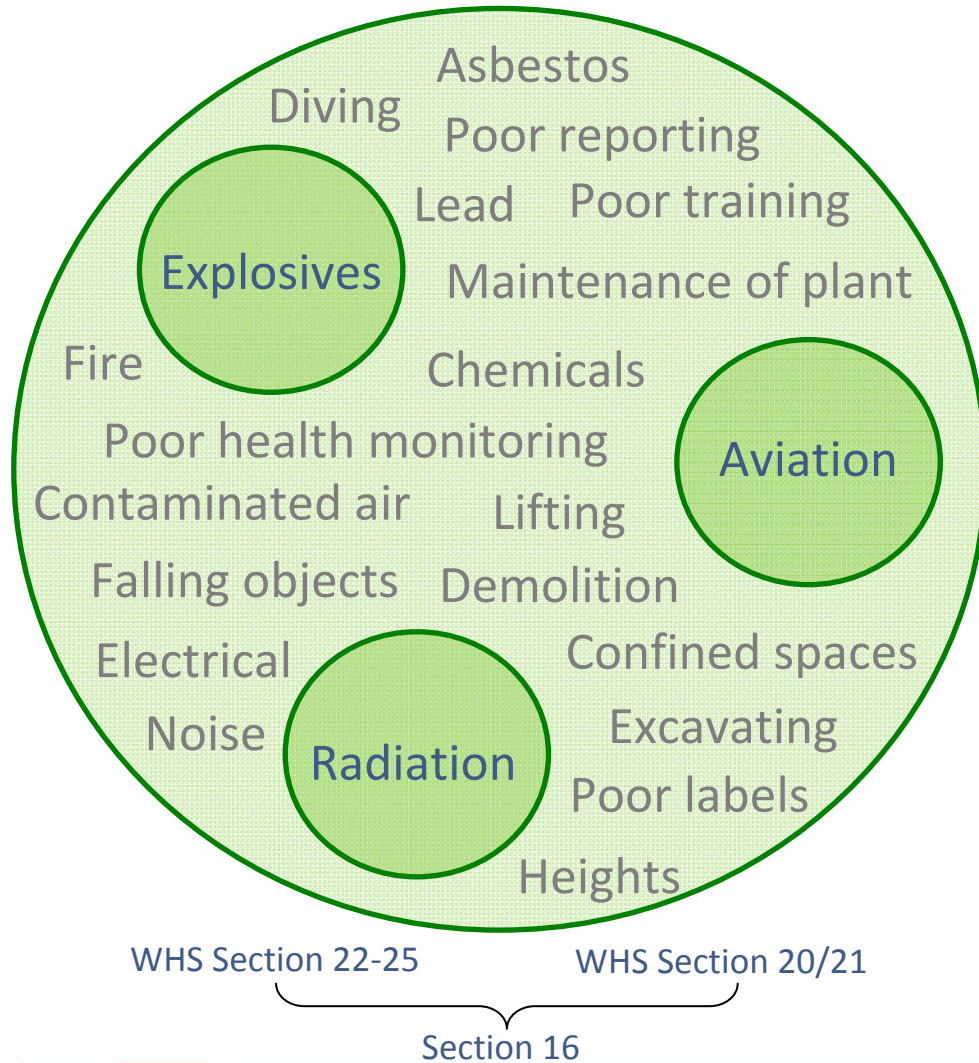 Asbestos
Diving
Poor reporting
Lead
Poor training
Explosives
Maintenance of plant
Fire
Chemicals
Poor health monitoring
Aviation
Contaminated air
Lifting
Falling objects
Demolition
Electrical
Confined spaces
Noise
Excavating
Radiation
Poor labels
Heights
WHS Section 22-25
WHS Section 20/21
Section 16